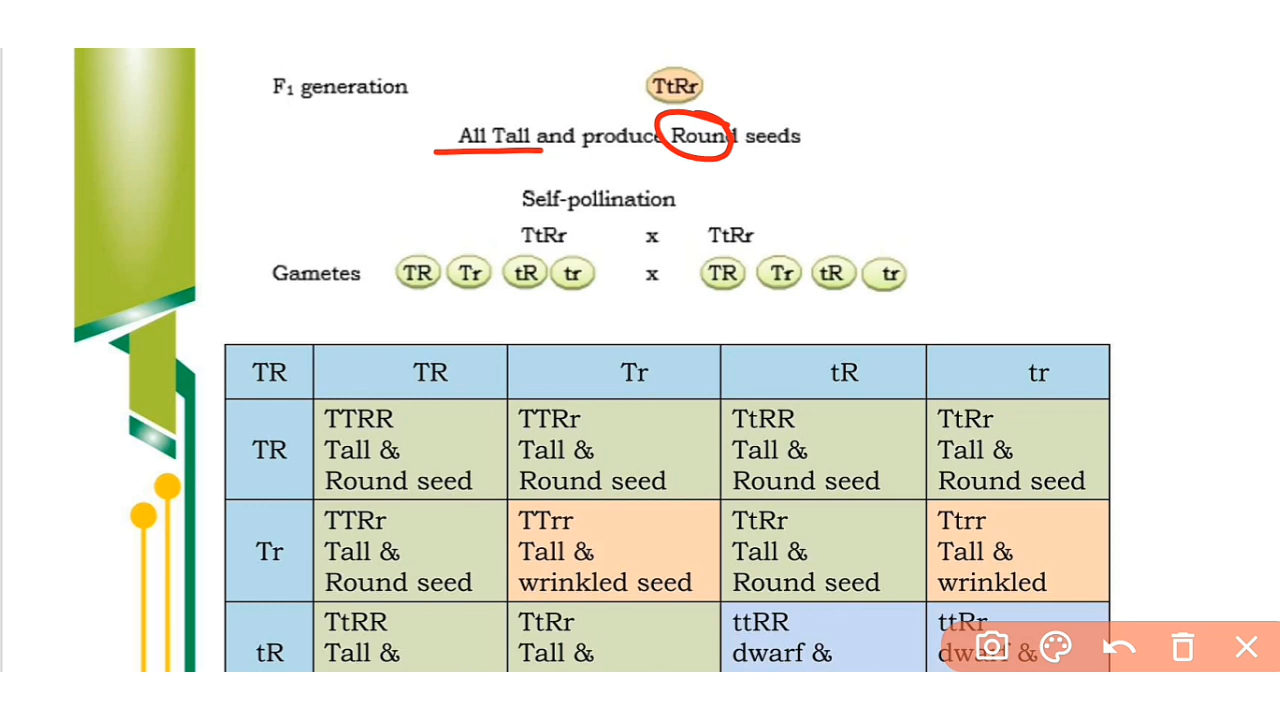 F₁ generation TtRr
All Tall and produce Round seeds
Self-pollination
TtRr x TtRr
Gametes TR Tr tR tr x TR Tr tR tr
TR TR Tr tR tr
TR TTRR Tall & Round seed TTRr Tall & Round seed TtRR Tall & Round seed TtRr Tall & Round seed
Tr TTRr Tall & Round seed TTrr Tall & wrinkled seed TtRr Tall & Round seed Ttrr Tall & wrinkled
tR TtRR Tall & TtRr Tall & ttRR dwarf & ttRr dwarf &